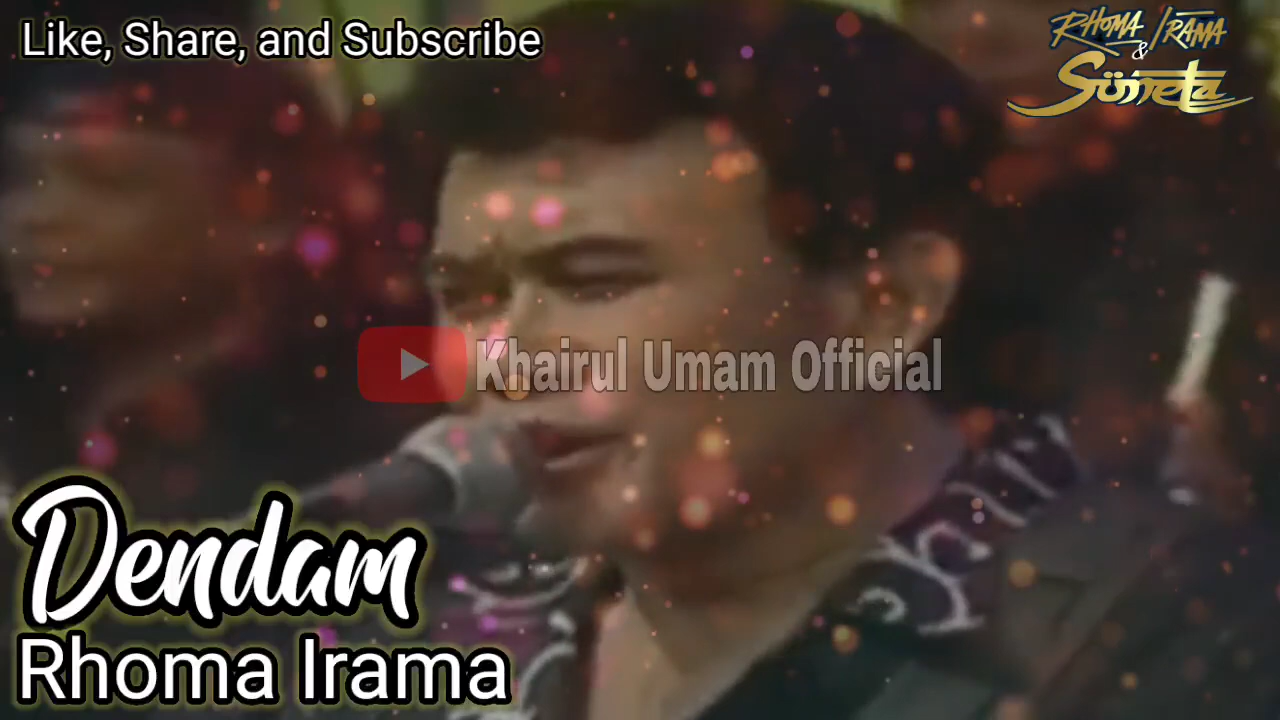 Like, Share, and Subscribe
RHOMA IRAMA
&
Soneta
Khairul Umam Official
Dendam
Rhoma Irama